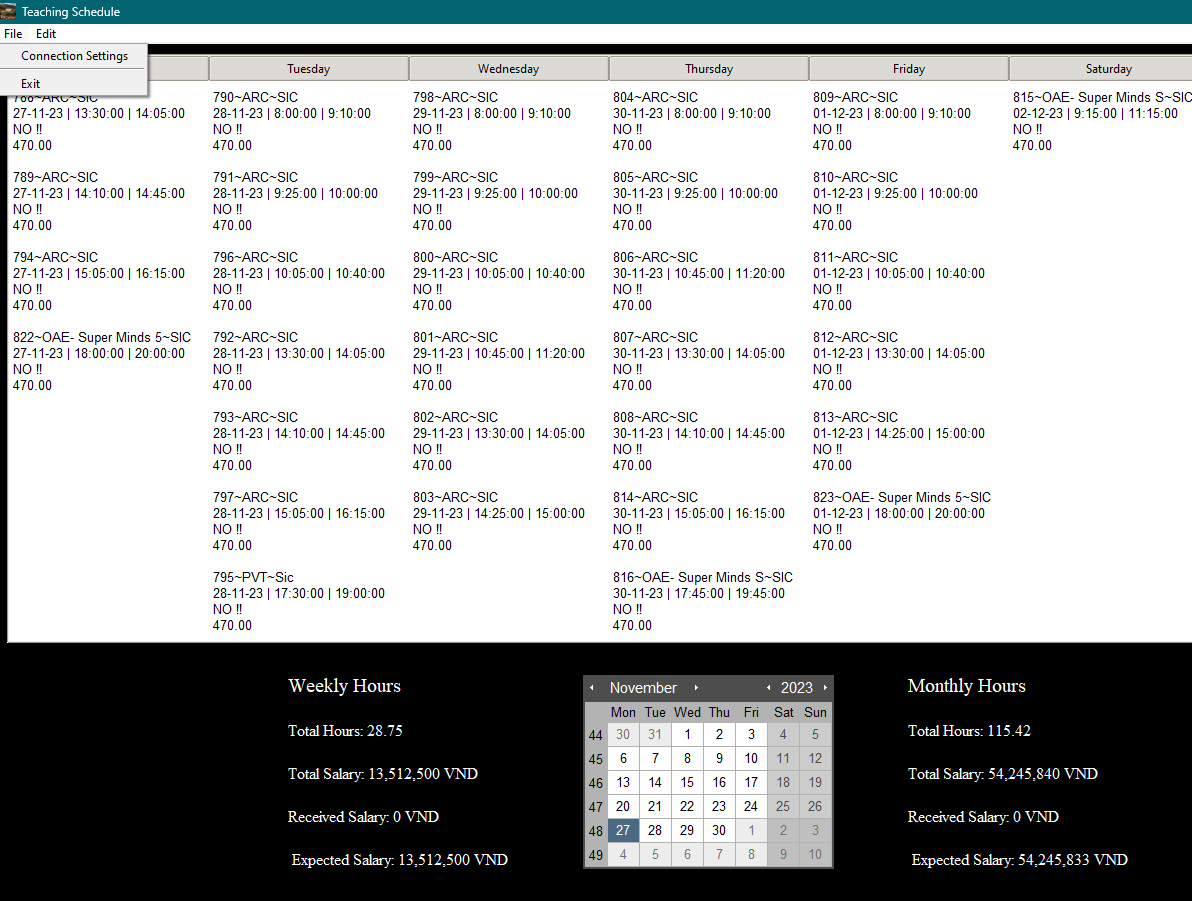 Teaching Schedule
File Edit
Connection Settings
Exit
Tuesday Wednesday Thursday Friday Saturday
788~ARC~SIC
27-11-23 | 13:30:00 | 14:05:00
NO !!
470.00
789~ARC~SIC
27-11-23 | 14:10:00 | 14:45:00
NO !!
470.00
794~ARC~SIC
27-11-23 | 15:05:00 | 16:15:00
NO !!
470.00
822~OAE- Super Minds 5~SIC
27-11-23 | 18:00:00 | 20:00:00
NO !!
470.00
790~ARC~SIC
28-11-23 | 8:00:00 | 9:10:00
NO !!
470.00
791~ARC~SIC
28-11-23 | 9:25:00 | 10:00:00
NO !!
470.00
796~ARC~SIC
28-11-23 | 10:05:00 | 10:40:00
NO !!
470.00
792~ARC~SIC
28-11-23 | 13:30:00 | 14:05:00
NO !!
470.00
793~ARC~SIC
28-11-23 | 14:10:00 | 14:45:00
NO !!
470.00
797~ARC~SIC
28-11-23 | 15:05:00 | 16:15:00
NO !!
470.00
795~PVT~Sic
28-11-23 | 17:30:00 | 19:00:00
NO !!
470.00
798~ARC~SIC
29-11-23 | 8:00:00 | 9:10:00
NO !!
470.00
799~ARC~SIC
29-11-23 | 9:25:00 | 10:00:00
NO !!
470.00
800~ARC~SIC
29-11-23 | 10:05:00 | 10:40:00
NO !!
470.00
801~ARC~SIC
29-11-23 | 10:45:00 | 11:20:00
NO !!
470.00
802~ARC~SIC
29-11-23 | 13:30:00 | 14:05:00
NO !!
470.00
803~ARC~SIC
29-11-23 | 14:25:00 | 15:00:00
NO !!
470.00
804~ARC~SIC
30-11-23 | 8:00:00 | 9:10:00
NO !!
470.00
805~ARC~SIC
30-11-23 | 9:25:00 | 10:00:00
NO !!
470.00
806~ARC~SIC
30-11-23 | 10:45:00 | 11:20:00
NO !!
470.00
807~ARC~SIC
30-11-23 | 13:30:00 | 14:05:00
NO !!
470.00
808~ARC~SIC
30-11-23 | 14:10:00 | 14:45:00
NO !!
470.00
814~ARC~SIC
30-11-23 | 15:05:00 | 16:15:00
NO !!
470.00
816~OAE- Super Minds S~SIC
30-11-23 | 17:45:00 | 19:45:00
NO !!
470.00
809~ARC~SIC
01-12-23 | 8:00:00 | 9:10:00
NO !!
470.00
810~ARC~SIC
01-12-23 | 9:25:00 | 10:00:00
NO !!
470.00
811~ARC~SIC
01-12-23 | 10:05:00 | 10:40:00
NO !!
470.00
812~ARC~SIC
01-12-23 | 13:30:00 | 14:05:00
NO !!
470.00
813~ARC~SIC
01-12-23 | 14:25:00 | 15:00:00
NO !!
470.00
823~OAE- Super Minds 5~SIC
01-12-23 | 18:00:00 | 20:00:00
NO !!
470.00
815~OAE- Super Minds S~SIC
02-12-23 | 9:15:00 | 11:15:00
NO !!
470.00
Weekly Hours
Total Hours: 28.75
Total Salary: 13,512,500 VND
Received Salary: 0 VND
Expected Salary: 13,512,500 VND
November 2023
Mon Tue Wed Thu Fri Sat Sun
44 30 31 1 2 3 4 5
45 6 7 8 9 10 11 12
46 13 14 15 16 17 18 19
47 20 21 22 23 24 25 26
48 27 28 29 30 1 2 3
49 4 5 6 7 8 9 10
Monthly Hours
Total Hours: 115.42
Total Salary: 54,245,840 VND
Received Salary: 0 VND
Expected Salary: 54,245,833 VND